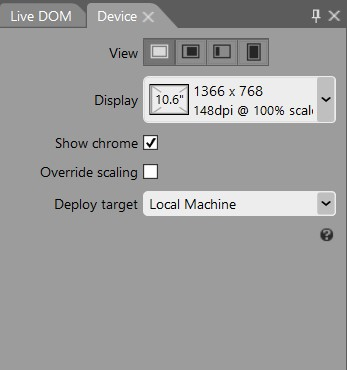 Live DOM
Device
View
Display
10.6"
1366 x 768
148dpi @ 100% scal
Show chrome
Override scaling
Deploy target
Local Machine